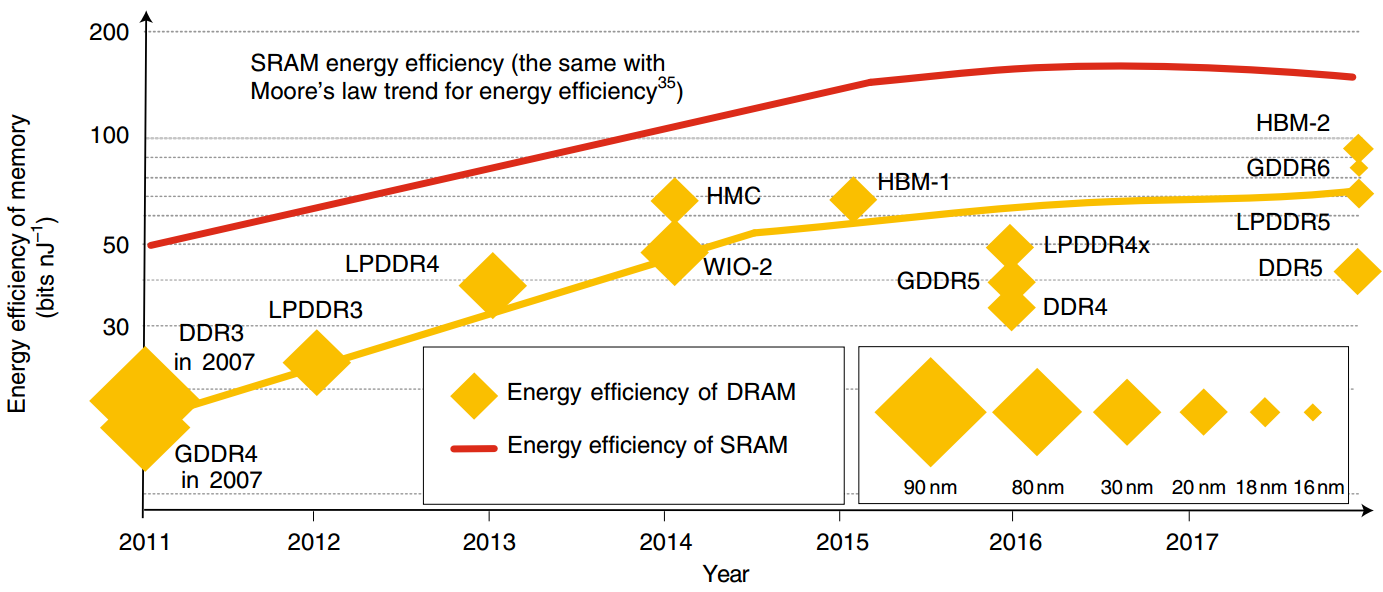 200
SRAM energy efficiency (the same with
Moore's law trend for energy efficiency³⁵)
100
50
30
Energy efficiency of memory
(bits nJ⁻¹)
HBM-2
GDDR6
LPDDR5
DDR5
HMC
HBM-1
WIO-2
LPDDR4
LPDDR4x
GDDR5
DDR4
LPDDR3
DDR3
in 2007
GDDR4
in 2007
Energy efficiency of DRAM
Energy efficiency of SRAM
90 nm 80 nm 30 nm 20 nm 18 nm 16 nm
2011 2012 2013 2014 2015 2016 2017
Year